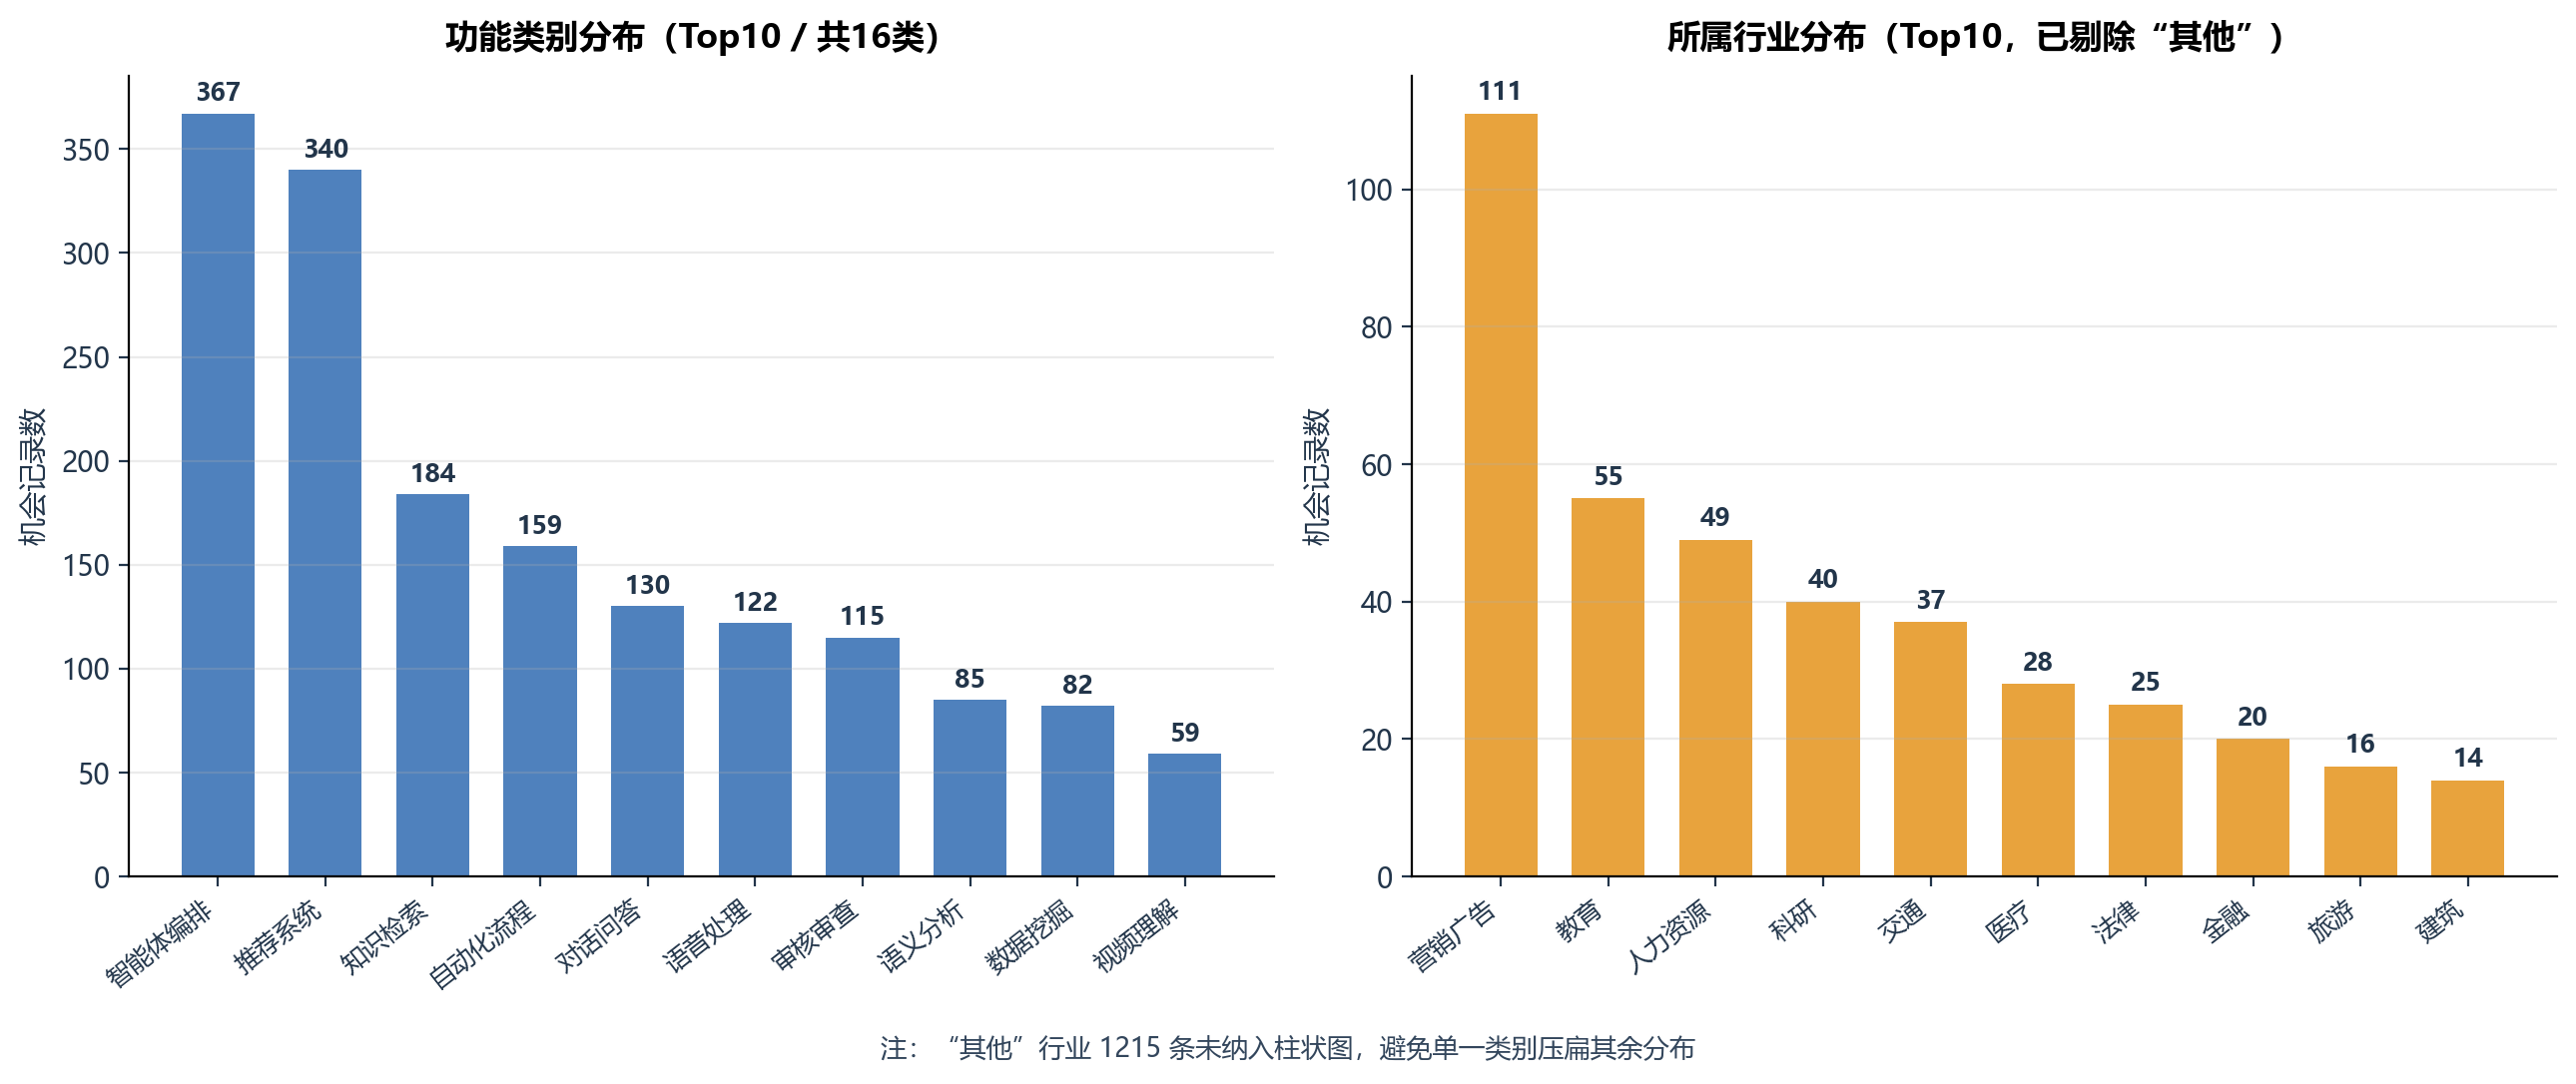 功能类别分布（Top10 / 共16类）
机会记录数
350
300
250
200
150
100
50
0
367
340
184
159
130
122
115
85
82
59
智能体编排
推荐系统
知识检索
自动化流程
对话问答
语音处理
审核审查
语义分析
数据挖掘
视频理解
所属行业分布（Top10，已剔除“其他”）
机会记录数
100
80
60
40
20
0
111
55
49
40
37
28
25
20
16
14
营销广告
教育
人力资源
科研
交通
医疗
法律
金融
旅游
建筑
注：“其他”行业 1215 条未纳入柱状图，避免单一类别压扁其余分布